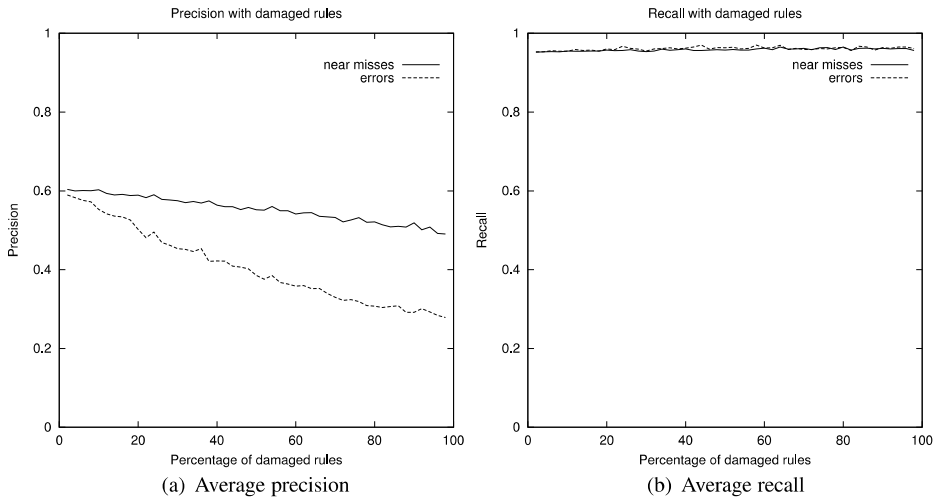 Precision with damaged rules
1
near misses
errors
0.8
0.6
0.4
0.2
0
Precision
0 20 40 60 80 100
Percentage of damaged rules
(a) Average precision
Recall with damaged rules
1
near misses
errors
0.8
0.6
0.4
0.2
0
Recall
0 20 40 60 80 100
Percentage of damaged rules
(b) Average recall